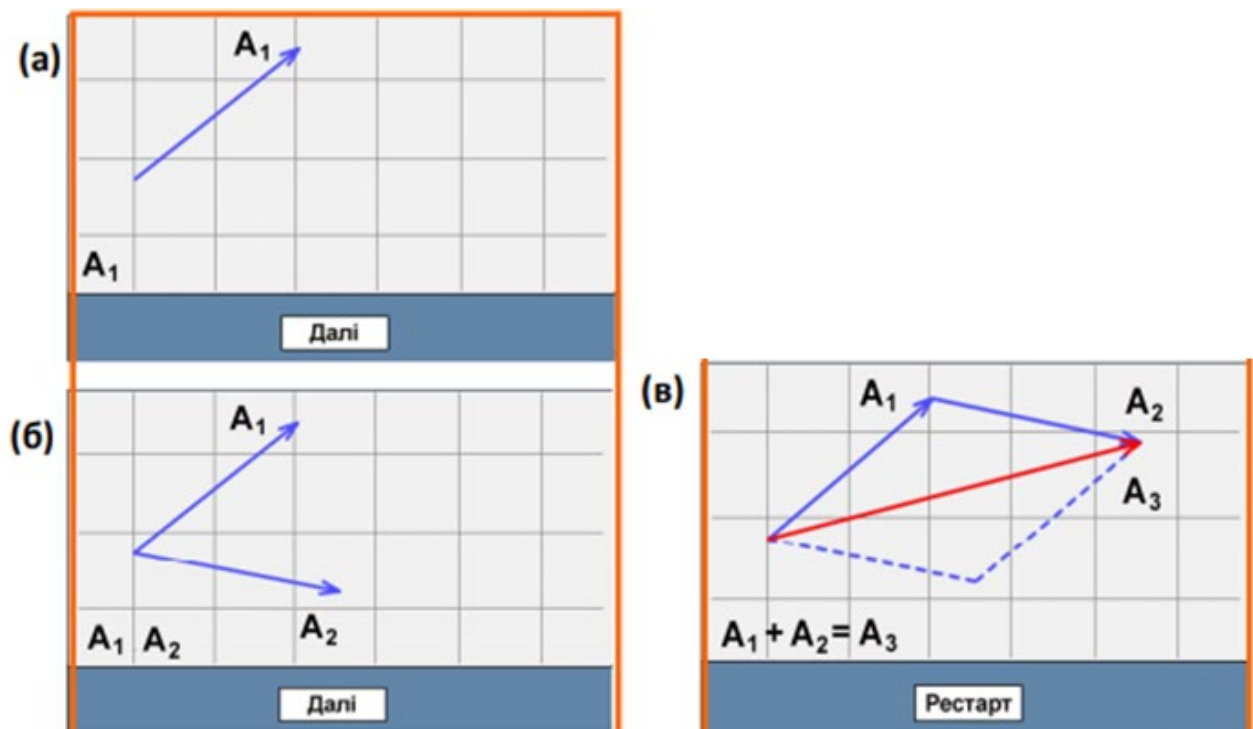 (а)
A₁
A₁
Далі
(б)
A₁
A₂
A₁ A₂
Далі
(в)
A₁
A₂
A₃
A₁ + A₂ = A₃
Рестарт